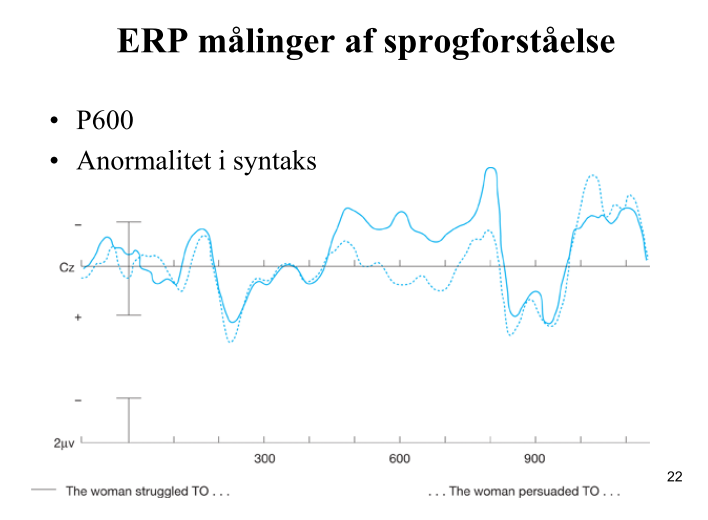 ERP målinger af sprogforståelse
• P600
• Anormalitet i syntaks
–
Cz
+
–
2μv
300 600 900
22
The woman struggled TO . . . . . . The woman persuaded TO . . .